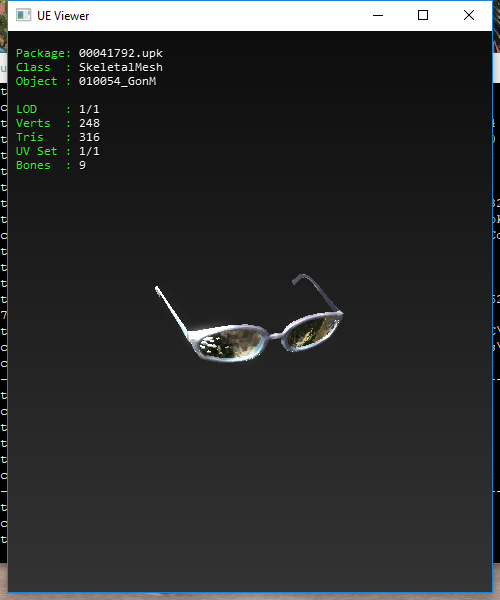 UE Viewer
Package: 00041792.upk
Class : SkeletalMesh
Object : 010054_GonM
LOD : 1/1
Verts : 248
Tris : 316
UV Set : 1/1
Bones : 9